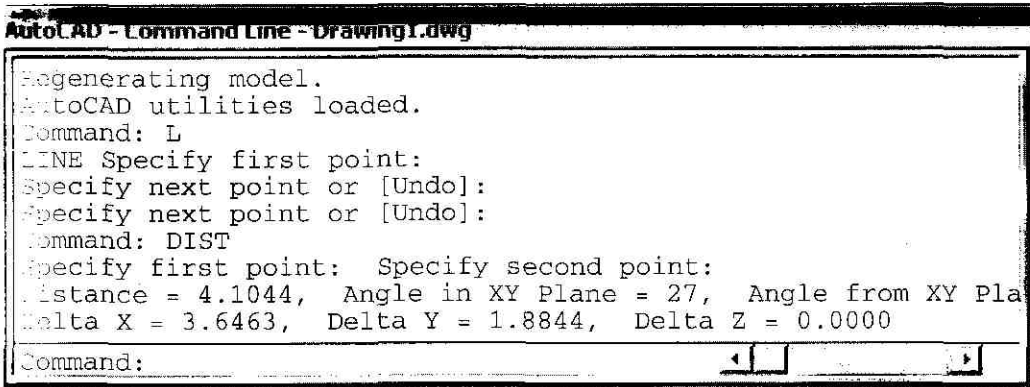 AutoCAD - Command Line - Drawing1.dwg
Regenerating model.
AutoCAD utilities loaded.
Command: L
LINE Specify first point:
Specify next point or [Undo]:
Specify next point or [Undo]:
Command: DIST
Specify first point:  Specify second point:
Distance = 4.1044,  Angle in XY Plane = 27,  Angle from XY Pla
Delta X = 3.6463,  Delta Y = 1.8844,  Delta Z = 0.0000
Command: